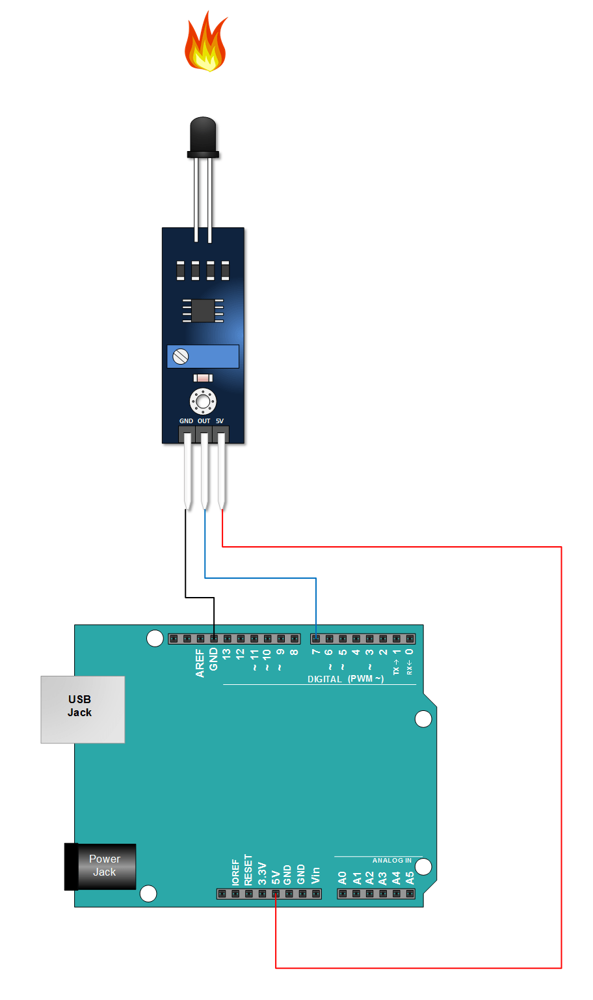 GND OUT 5V
AREF
GND
13
12
~ 11
~ 10
~ 9
8
7
~ 6
~ 5
4
~ 3
2
TX → 1
RX ← 0
DIGITAL (PWM ~)
USB
Jack
Power
Jack
IOREF
RESET
3.3V
5V
GND
GND
Vin
ANALOG IN
A0
A1
A2
A3
A4
A5